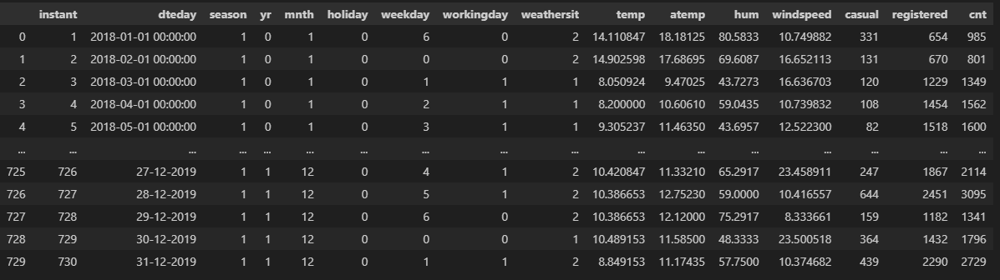 instant dteday season yr mnth holiday weekday workingday weathersit temp atemp hum windspeed casual registered cnt
0 1 2018-01-01 00:00:00 1 0 1 0 6 0 2 14.110847 18.18125 80.5833 10.749882 331 654 985
1 2 2018-02-01 00:00:00 1 0 1 0 0 0 2 14.902598 17.68695 69.6087 16.652113 131 670 801
2 3 2018-03-01 00:00:00 1 0 1 0 1 1 1 8.050924 9.47025 43.7273 16.636703 120 1229 1349
3 4 2018-04-01 00:00:00 1 0 1 0 2 1 1 8.200000 10.60610 59.0435 10.739832 108 1454 1562
4 5 2018-05-01 00:00:00 1 0 1 0 3 1 1 9.305237 11.46350 43.6957 12.522300 82 1518 1600
... ... ... ... ... ... ... ... ... ... ... ... ... ... ... ... ...
725 726 27-12-2019 1 1 12 0 4 1 2 10.420847 11.33210 65.2917 23.458911 247 1867 2114
726 727 28-12-2019 1 1 12 0 5 1 2 10.386653 12.75230 59.0000 10.416557 644 2451 3095
727 728 29-12-2019 1 1 12 0 6 0 2 10.386653 12.12000 75.2917 8.333661 159 1182 1341
728 729 30-12-2019 1 1 12 0 0 0 1 10.489153 11.58500 48.3333 23.500518 364 1432 1796
729 730 31-12-2019 1 1 12 0 1 1 2 8.849153 11.17435 57.7500 10.374682 439 2290 2729